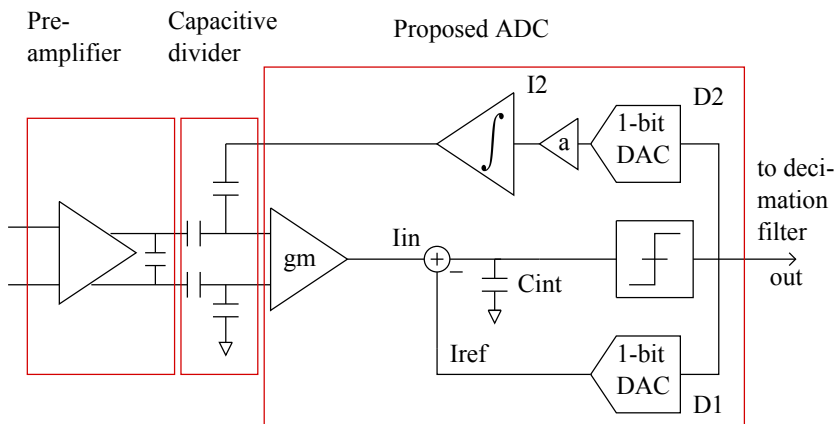 Pre-
amplifier
Capacitive
divider
Proposed ADC
I2
D2
∫
a
1-bit
DAC
to deci-
mation
filter
out
gm
Iin
+
−
Cint
Iref
1-bit
DAC
D1